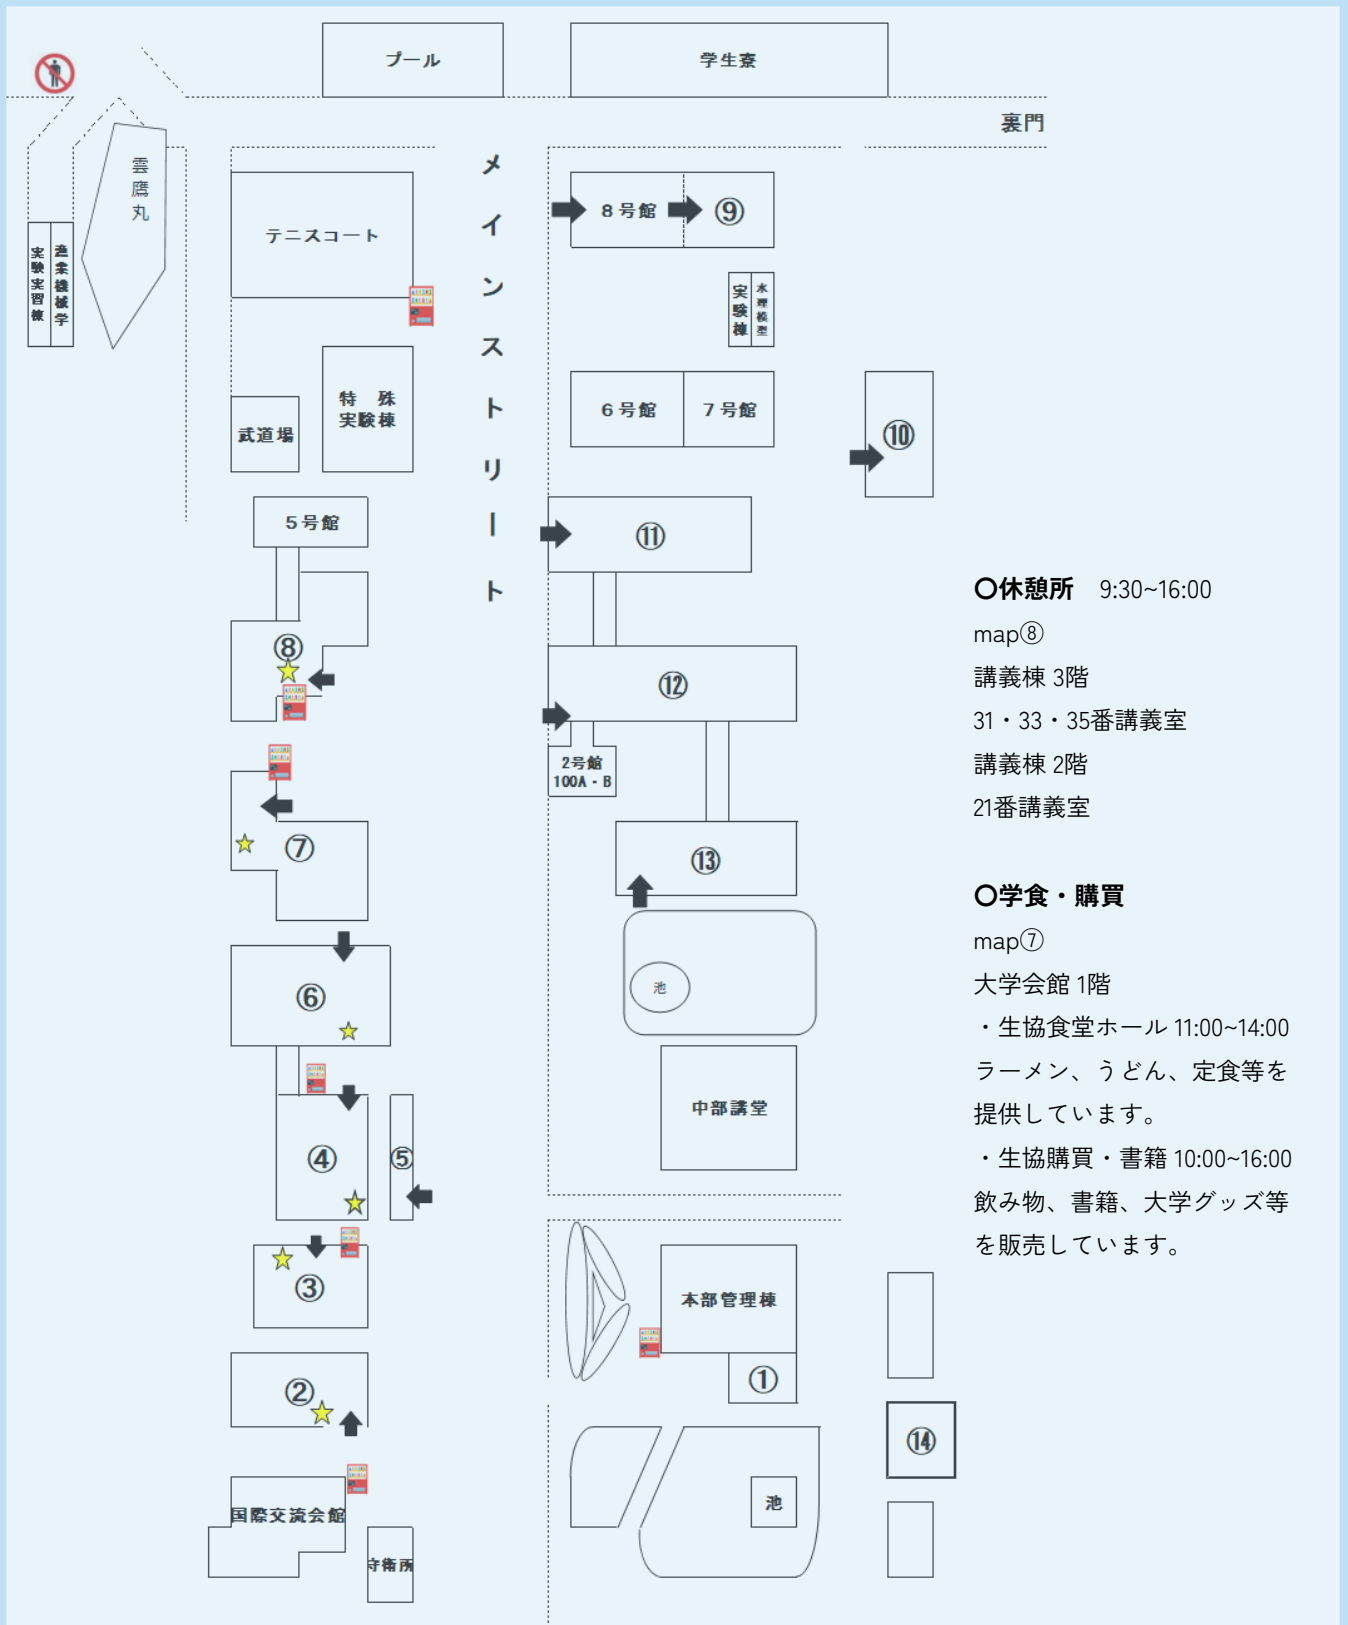 プール
学生寮
裏門
雲鷹丸
メインストリート
８号館
⑨
テニスコート
漁業機械学
実験実習棟
水理模型
実験棟
特　殊
実験棟
６号館
７号館
武道場
⑩
５号館
⑪
⑧
⑫
2号館
100A・B
⑦
⑬
⑥
池
中部講堂
④
⑤
③
本部管理棟
①
②
⑭
池
国際交流会館
守衛所
〇休憩所　9:30~16:00
map⑧
講義棟 3階
31・33・35番講義室
講義棟 2階
21番講義室
〇学食・購買
map⑦
大学会館 1階
・生協食堂ホール 11:00~14:00
ラーメン、うどん、定食等を
提供しています。
・生協購買・書籍 10:00~16:00
飲み物、書籍、大学グッズ等
を販売しています。